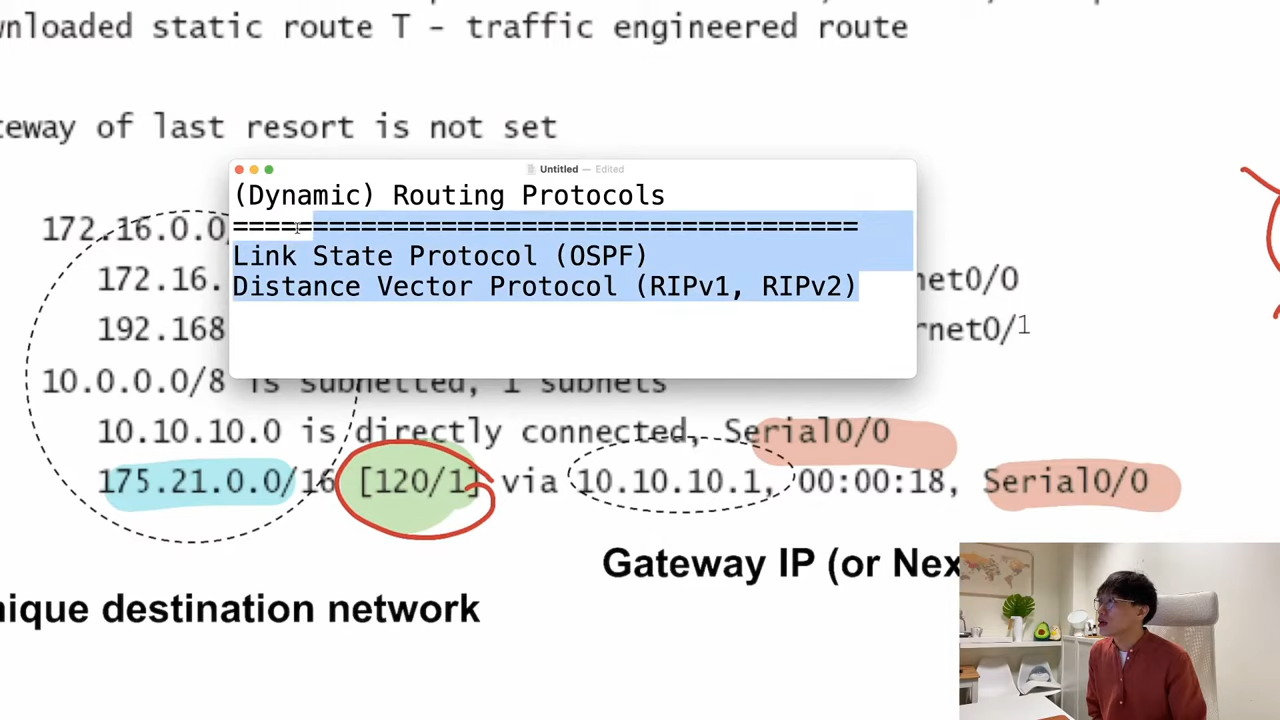 wnloaded static route T - traffic engineered route
teway of last resort is not set
Untitled — Edited
(Dynamic) Routing Protocols
=======================================
Link State Protocol (OSPF)
Distance Vector Protocol (RIPv1, RIPv2)
172.16.0.0/
172.16. net0/0
192.168 rnet0/1
10.0.0.0/8 is subnetted, 1 subnets
10.10.10.0 is directly connected, Serial0/0
175.21.0.0/16 [120/1] via 10.10.10.1, 00:00:18, Serial0/0
Gateway IP (or Nex
nique destination network